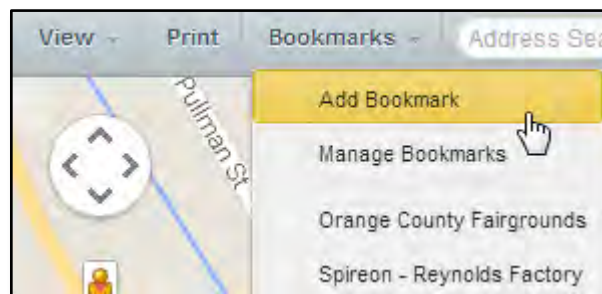 View Print Bookmarks Address Sea
Pullman St
Add Bookmark
Manage Bookmarks
Orange County Fairgrounds
Spireon - Reynolds Factory